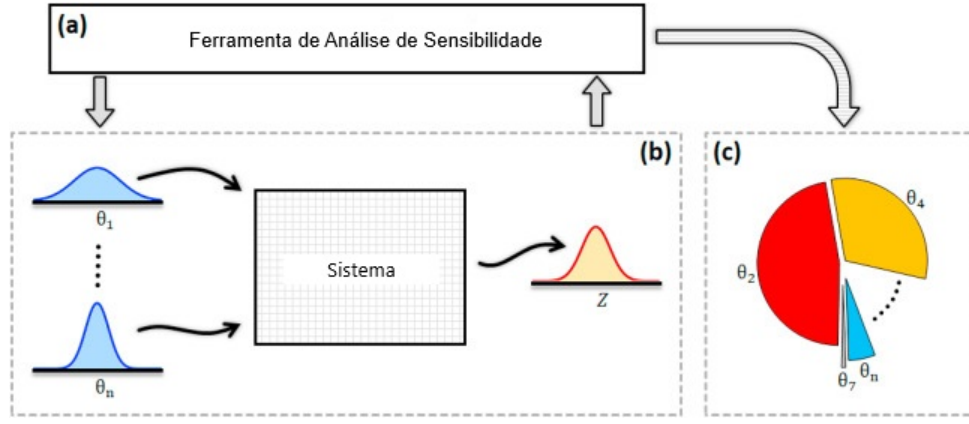 (a)
Ferramenta de Análise de Sensibilidade
(b)
(c)
θ₁
Sistema
θₙ
Z
θ₄
θ₂
θ₇
θₙ